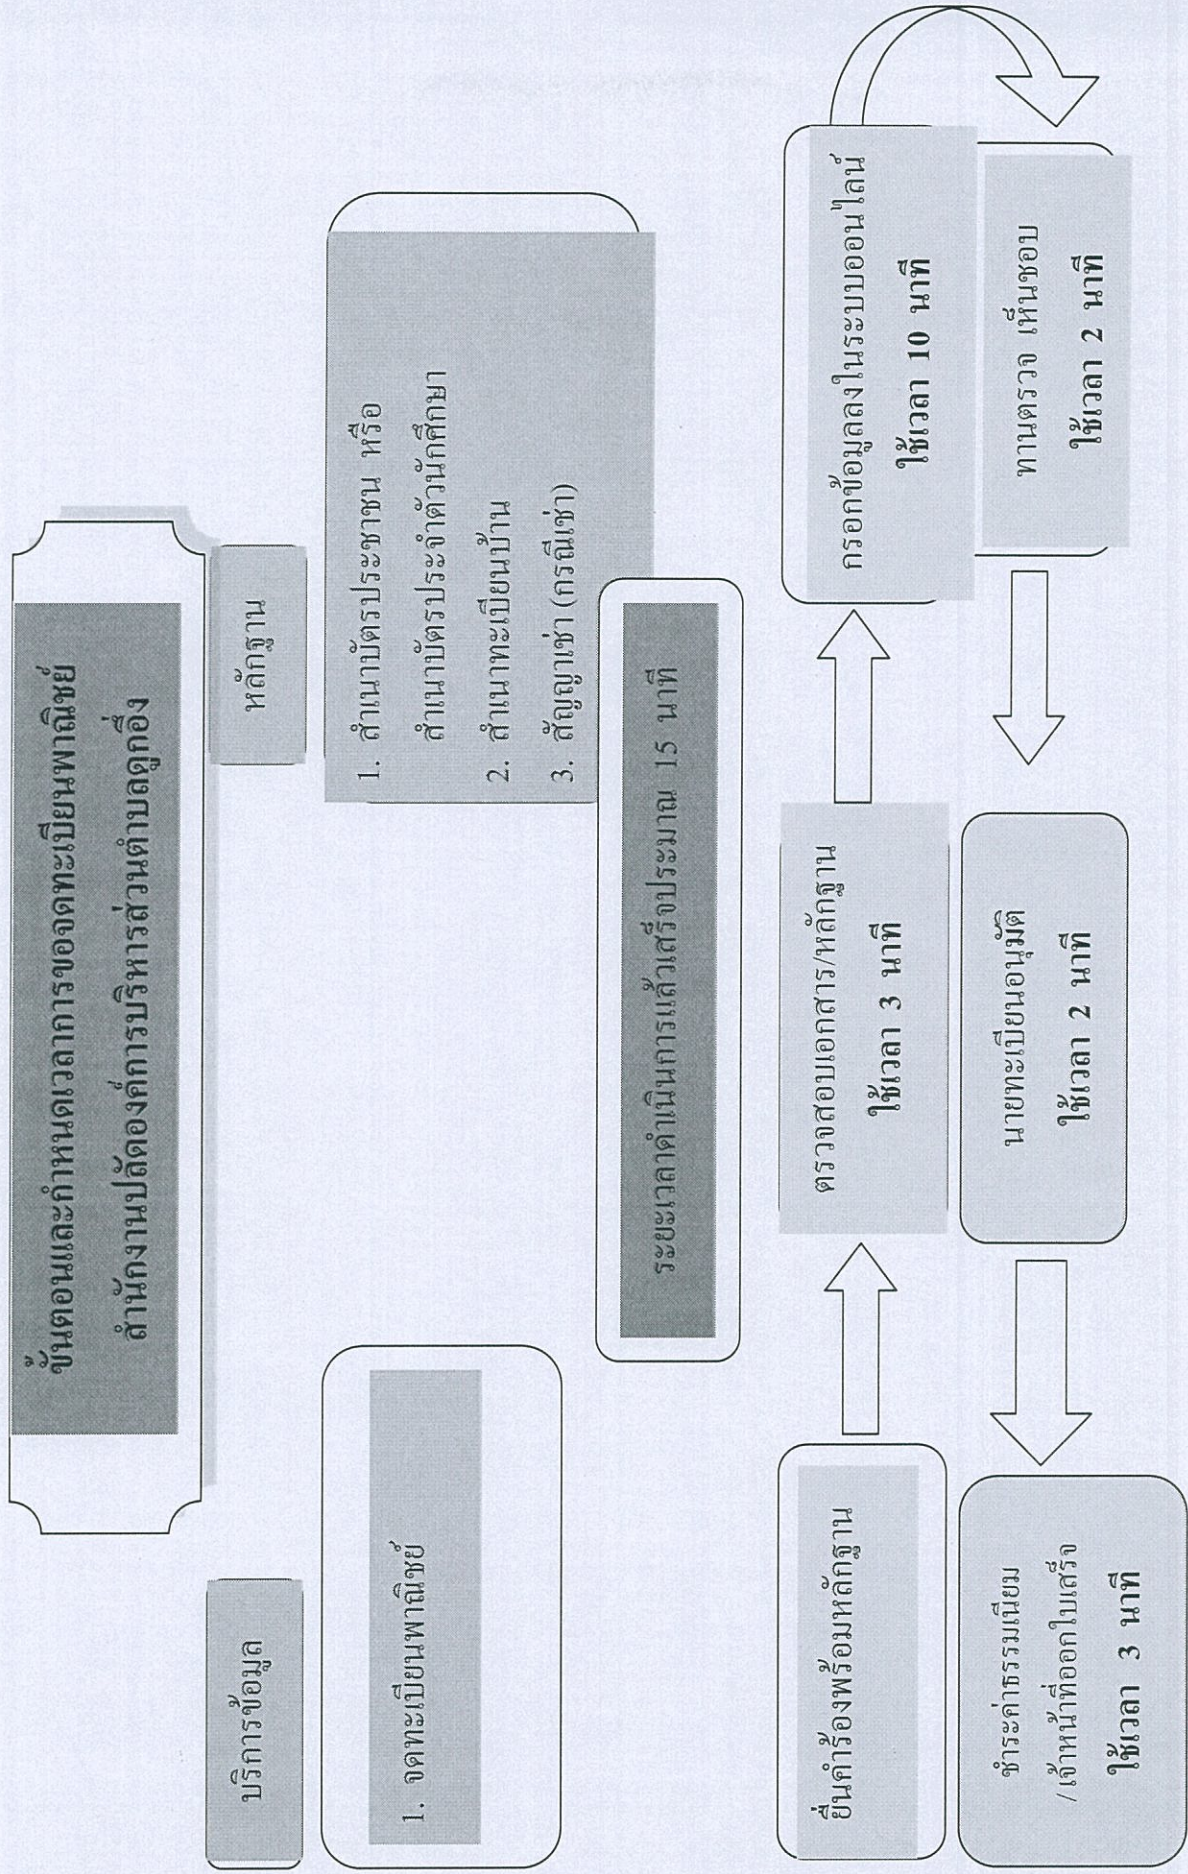 ขั้นตอนและกำหนดเวลาการขอจดทะเบียนพาณิชย์
สำนักงานปลัดองค์การบริหารส่วนตำบลดูกอึ่ง
บริการข้อมูล
หลักฐาน
1. จดทะเบียนพาณิชย์
1. สำเนาบัตรประชาชน หรือ
สำเนาบัตรประจำตัวนักศึกษา
2. สำเนาทะเบียนบ้าน
3. สัญญาเช่า (กรณีเช่า)
ระยะเวลาดำเนินการแล้วเสร็จประมาณ 15 นาที
ยื่นคำร้องพร้อมหลักฐาน
ตรวจสอบเอกสาร/หลักฐาน
ใช้เวลา 3 นาที
กรอกข้อมูลลงในระบบออนไลน์
ใช้เวลา 10 นาที
ทานตรวจ เห็นชอบ
ใช้เวลา 2 นาที
นายทะเบียนอนุมัติ
ใช้เวลา 2 นาที
ชำระค่าธรรมเนียม
/เจ้าหน้าที่ออกใบเสร็จ
ใช้เวลา 3 นาที